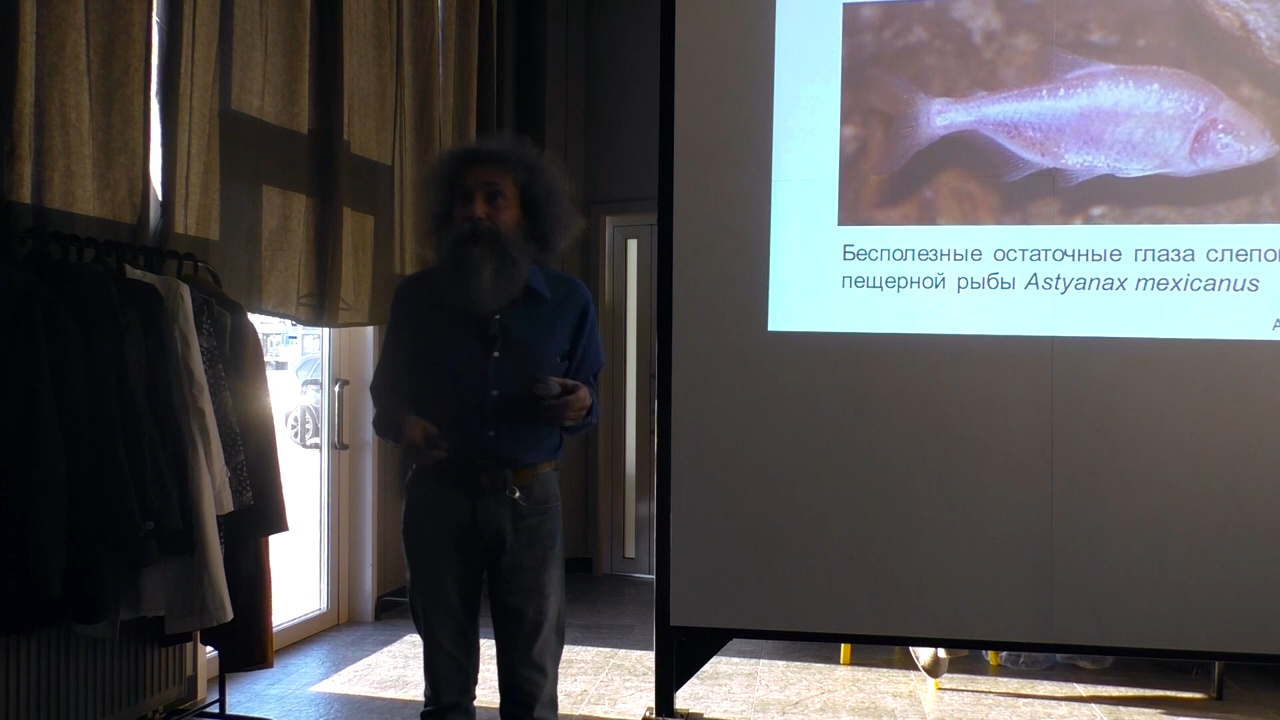 Бесполезные остаточные глаза слепо
пещерной рыбы Astyanax mexicanus